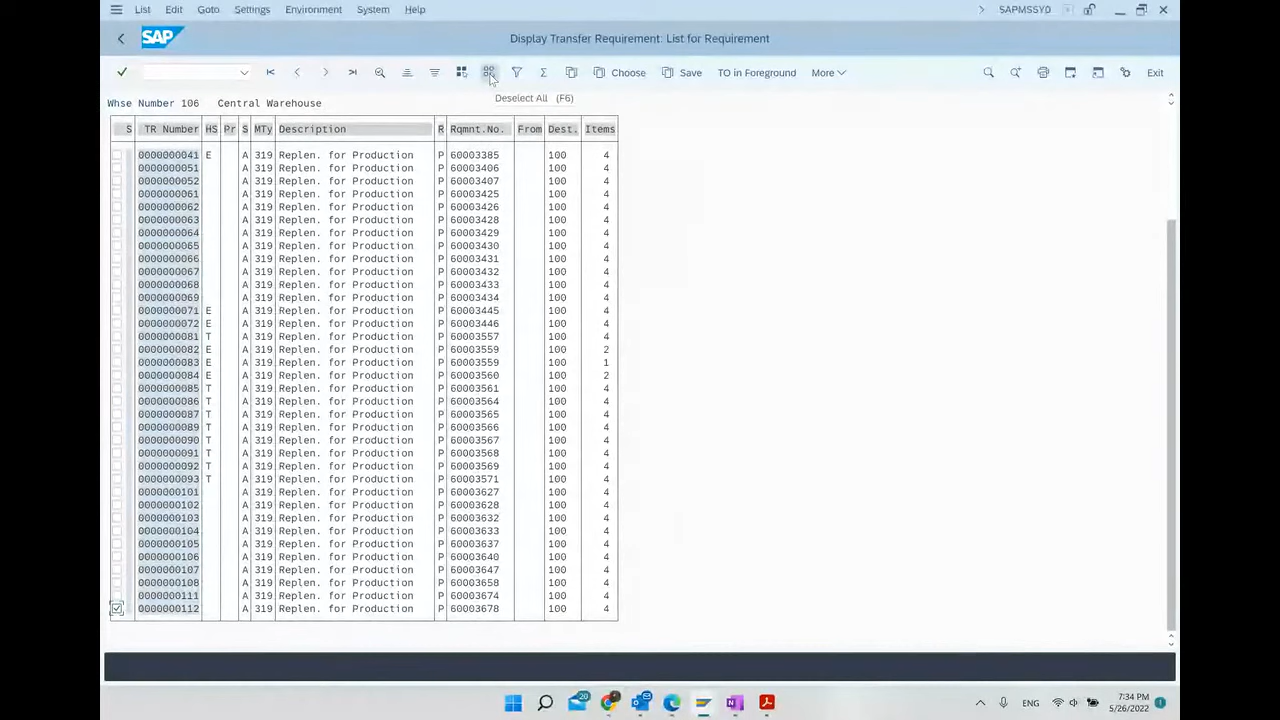 List Edit Goto Settings Environment System Help SAPMSSY0
SAP Display Transfer Requirement: List for Requirement
Choose Save TO in Foreground More Exit
Deselect All (F6)
Whse Number 106 Central Warehouse
S TR Number HS Pr S MTy Description R Rqmnt.No. From Dest. Items
0000000041 E A 319 Replen. for Production P 60003385 100 4
0000000051 A 319 Replen. for Production P 60003406 100 4
0000000052 A 319 Replen. for Production P 60003407 100 4
0000000061 A 319 Replen. for Production P 60003425 100 4
0000000062 A 319 Replen. for Production P 60003426 100 4
0000000063 A 319 Replen. for Production P 60003428 100 4
0000000064 A 319 Replen. for Production P 60003429 100 4
0000000065 A 319 Replen. for Production P 60003430 100 4
0000000066 A 319 Replen. for Production P 60003431 100 4
0000000067 A 319 Replen. for Production P 60003432 100 4
0000000068 A 319 Replen. for Production P 60003433 100 4
0000000069 A 319 Replen. for Production P 60003434 100 4
0000000071 E A 319 Replen. for Production P 60003445 100 4
0000000072 E A 319 Replen. for Production P 60003446 100 4
0000000081 T A 319 Replen. for Production P 60003557 100 4
0000000082 E A 319 Replen. for Production P 60003559 100 2
0000000083 E A 319 Replen. for Production P 60003559 100 1
0000000084 E A 319 Replen. for Production P 60003560 100 2
0000000085 T A 319 Replen. for Production P 60003561 100 4
0000000086 T A 319 Replen. for Production P 60003564 100 4
0000000087 T A 319 Replen. for Production P 60003565 100 4
0000000089 T A 319 Replen. for Production P 60003566 100 4
0000000090 T A 319 Replen. for Production P 60003567 100 4
0000000091 T A 319 Replen. for Production P 60003568 100 4
0000000092 T A 319 Replen. for Production P 60003569 100 4
0000000093 T A 319 Replen. for Production P 60003571 100 4
0000000101 A 319 Replen. for Production P 60003627 100 4
0000000102 A 319 Replen. for Production P 60003628 100 4
0000000103 A 319 Replen. for Production P 60003632 100 4
0000000104 A 319 Replen. for Production P 60003633 100 4
0000000105 A 319 Replen. for Production P 60003637 100 4
0000000106 A 319 Replen. for Production P 60003640 100 4
0000000107 A 319 Replen. for Production P 60003647 100 4
0000000108 A 319 Replen. for Production P 60003658 100 4
0000000111 A 319 Replen. for Production P 60003674 100 4
0000000112 A 319 Replen. for Production P 60003678 100 4
20 ENG 7:34 PM
5/26/2022